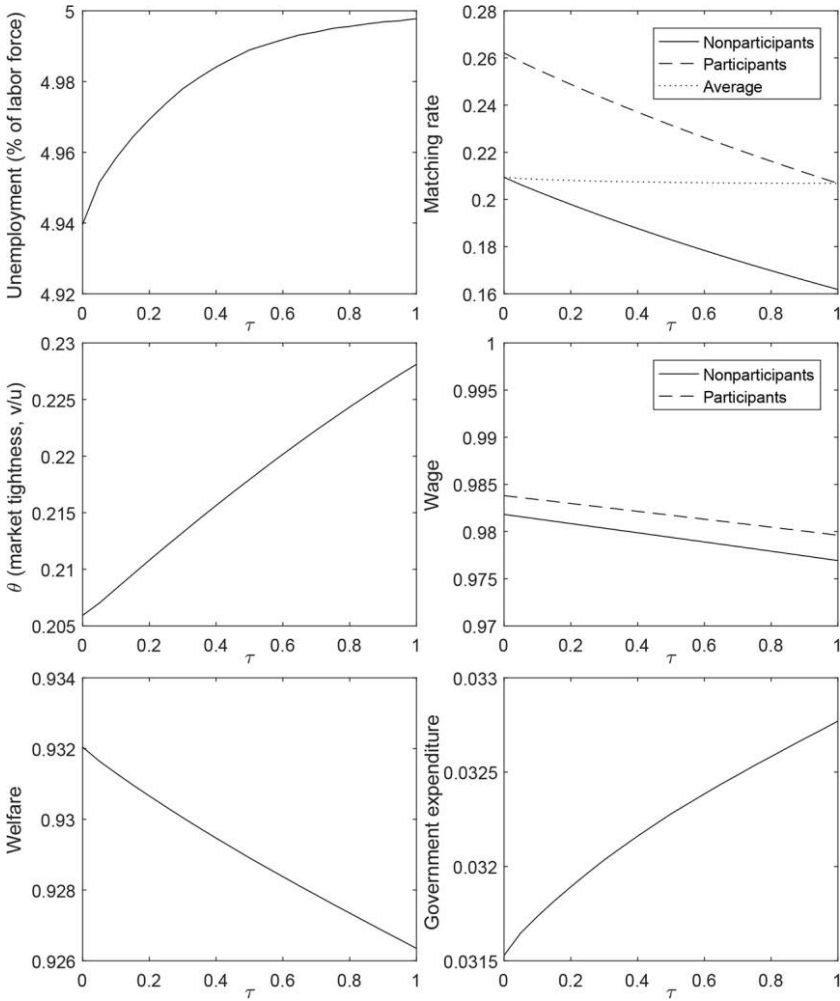 Unemployment (% of labor force)
5
4.98
4.96
4.94
4.92
0 0.2 0.4 0.6 0.8 1
τ
Matching rate
0.28
0.26
0.24
0.22
0.2
0.18
0.16
Nonparticipants
Participants
Average
0 0.2 0.4 0.6 0.8 1
τ
θ (market tightness, v/u)
0.23
0.225
0.22
0.215
0.21
0.205
0 0.2 0.4 0.6 0.8 1
τ
Wage
1
0.995
0.99
0.985
0.98
0.975
0.97
Nonparticipants
Participants
0 0.2 0.4 0.6 0.8 1
τ
Welfare
0.934
0.932
0.93
0.928
0.926
0 0.2 0.4 0.6 0.8 1
τ
Government expenditure
0.033
0.0325
0.032
0.0315
0 0.2 0.4 0.6 0.8 1
τ